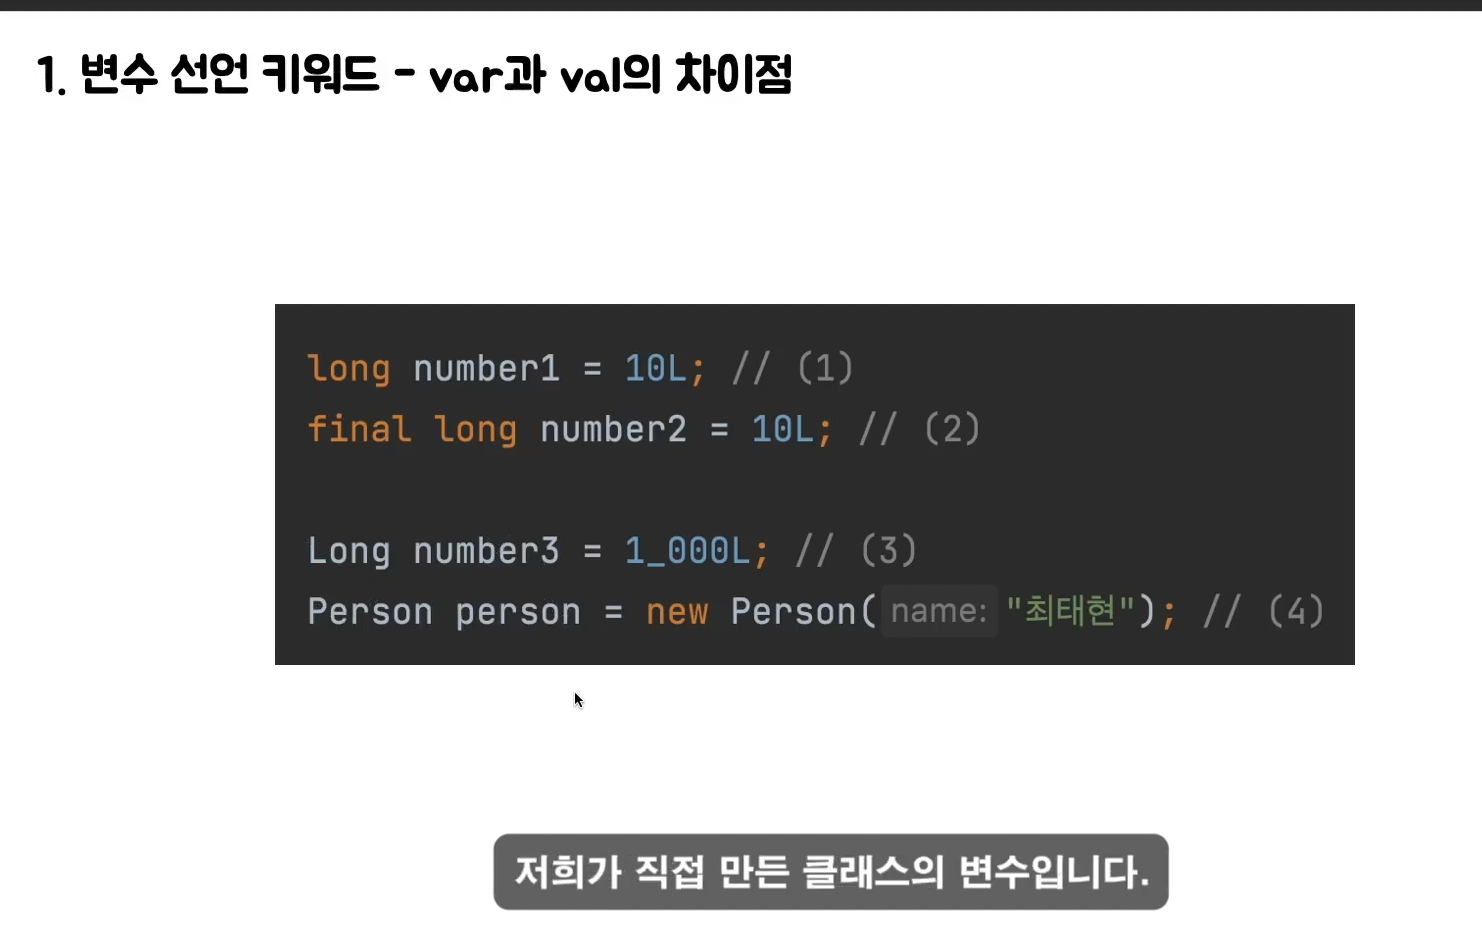 1. 변수 선언 키워드 - var과 val의 차이점
long number1 = 10L; // (1)
final long number2 = 10L; // (2)
Long number3 = 1_000L; // (3)
Person person = new Person( name: "최태현"); // (4)
저희가 직접 만든 클래스의 변수입니다.